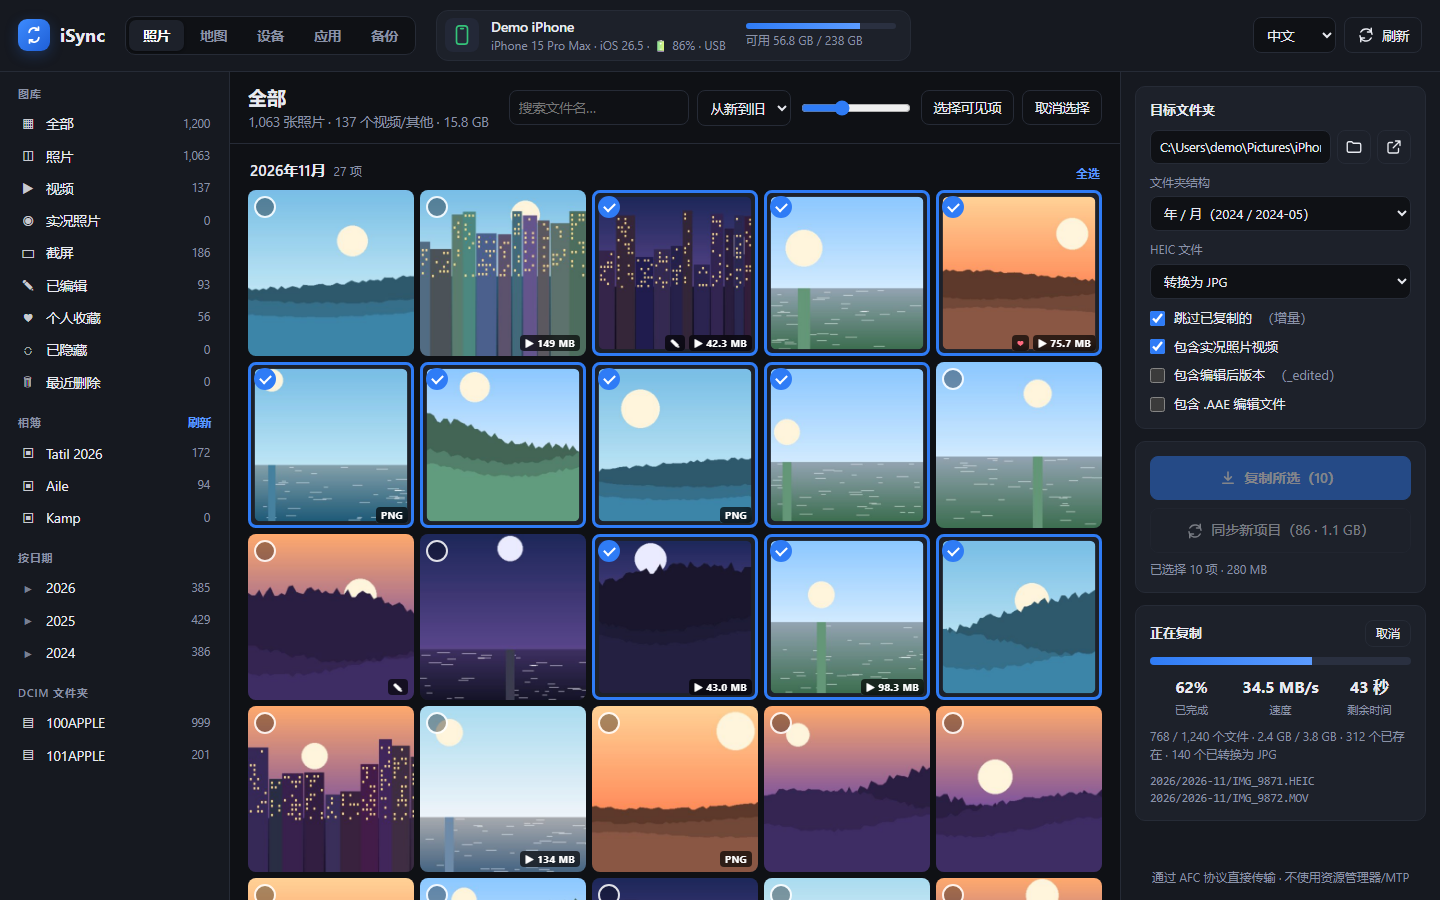 iSync
照片 地图 设备 应用 备份
Demo iPhone
iPhone 15 Pro Max · iOS 26.5 · 🔋 86% · USB
可用 56.8 GB / 238 GB
中文
刷新
图库
全部 1,200
照片 1,063
视频 137
实况照片 0
截屏 186
已编辑 93
个人收藏 56
已隐藏 0
最近删除 0
相簿 刷新
Tatil 2026 172
Aile 94
Kamp 0
按日期
2026 385
2025 429
2024 386
DCIM 文件夹
100APPLE 999
101APPLE 201
全部
1,063 张照片 · 137 个视频/其他 · 15.8 GB
搜索文件名...
从新到旧
选择可见项
取消选择
2026年11月 27 项
全选
149 MB
42.3 MB
75.7 MB
PNG
PNG
43.0 MB
98.3 MB
134 MB
PNG
目标文件夹
C:\Users\demo\Pictures\iPhor
文件夹结构
年 / 月（2024 / 2024-05）
HEIC 文件
转换为 JPG
跳过已复制的 （增量）
包含实况照片视频
包含编辑后版本 （_edited）
包含 .AAE 编辑文件
复制所选（10）
同步新项目（86 · 1.1 GB）
已选择 10 项 · 280 MB
正在复制
取消
62% 34.5 MB/s 43 秒
已完成 速度 剩余时间
768 / 1,240 个文件 · 2.4 GB / 3.8 GB · 312 个已存
在 · 140 个已转换为 JPG
2026/2026-11/IMG_9871.HEIC
2026/2026-11/IMG_9872.MOV
通过 AFC 协议直接传输 · 不使用资源管理器/MTP